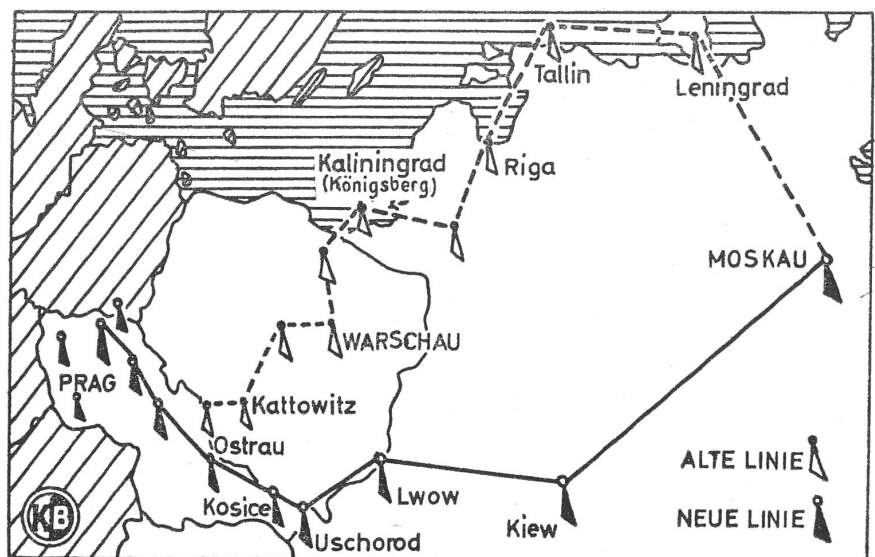 Tallin
Leningrad
Riga
Kaliningrad
(Königsberg)
MOSKAU
WARSCHAU
PRAG
Kattowitz
Ostrau
ALTE LINIE
Kosice
Lwow
Kiew
NEUE LINIE
Uschorod
KB